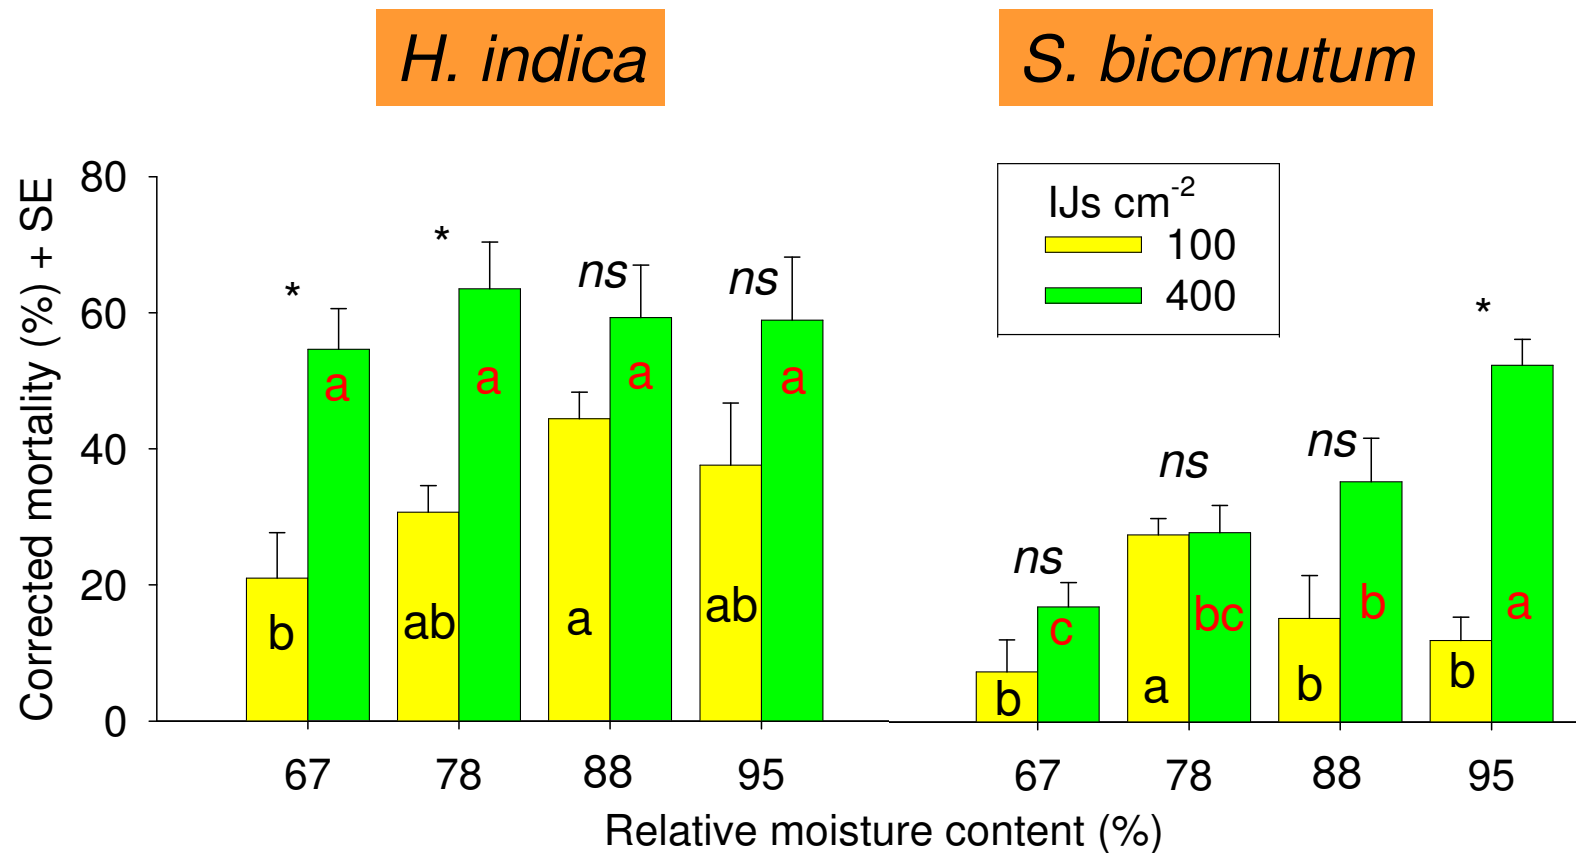 H. indica
S. bicornutum
Corrected mortality (%) + SE
80
60
40
20
0
IJs cm-2
100
400
*
*
ns
ns
ns
ns
ns
*
a
a
a
a
b
ab
a
ab
c
bc
b
a
b
a
b
b
67
78
88
95
67
78
88
95
Relative moisture content (%)